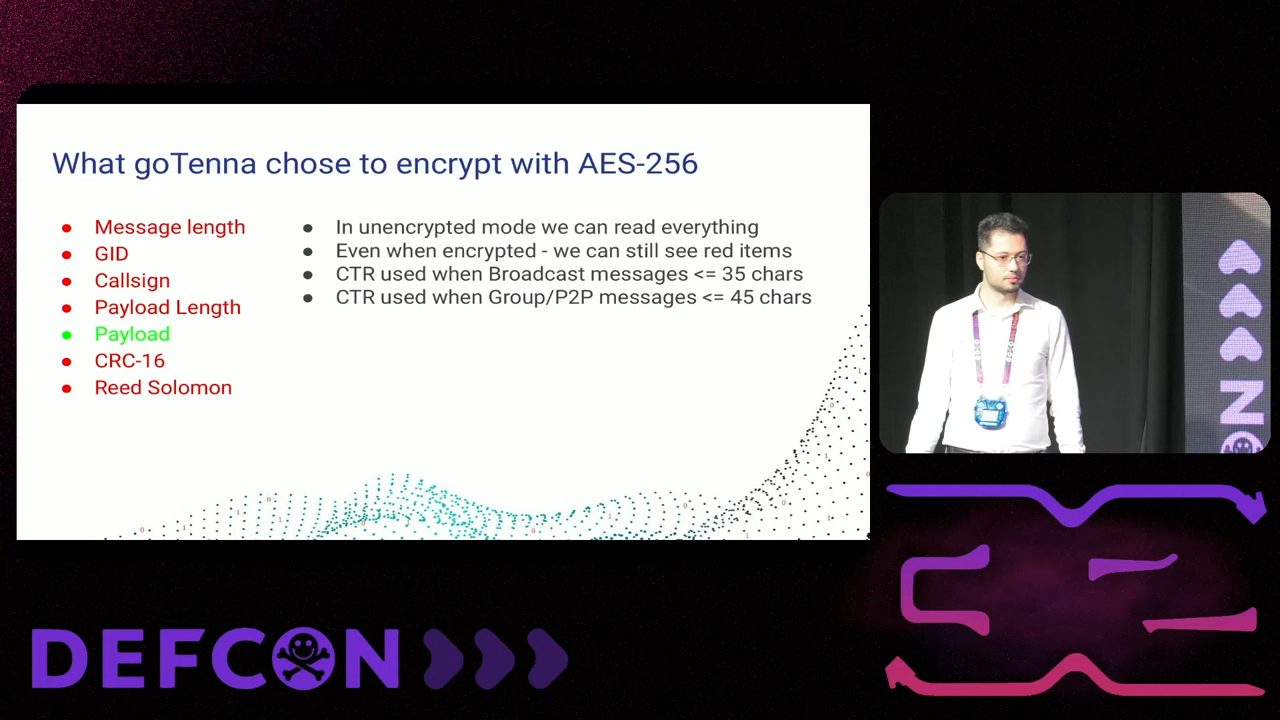 What goTenna chose to encrypt with AES-256
● Message length
● GID
● Callsign
● Payload Length
● Payload
● CRC-16
● Reed Solomon
● In unencrypted mode we can read everything
● Even when encrypted - we can still see red items
● CTR used when Broadcast messages <= 35 chars
● CTR used when Group/P2P messages <= 45 chars
DEFCON